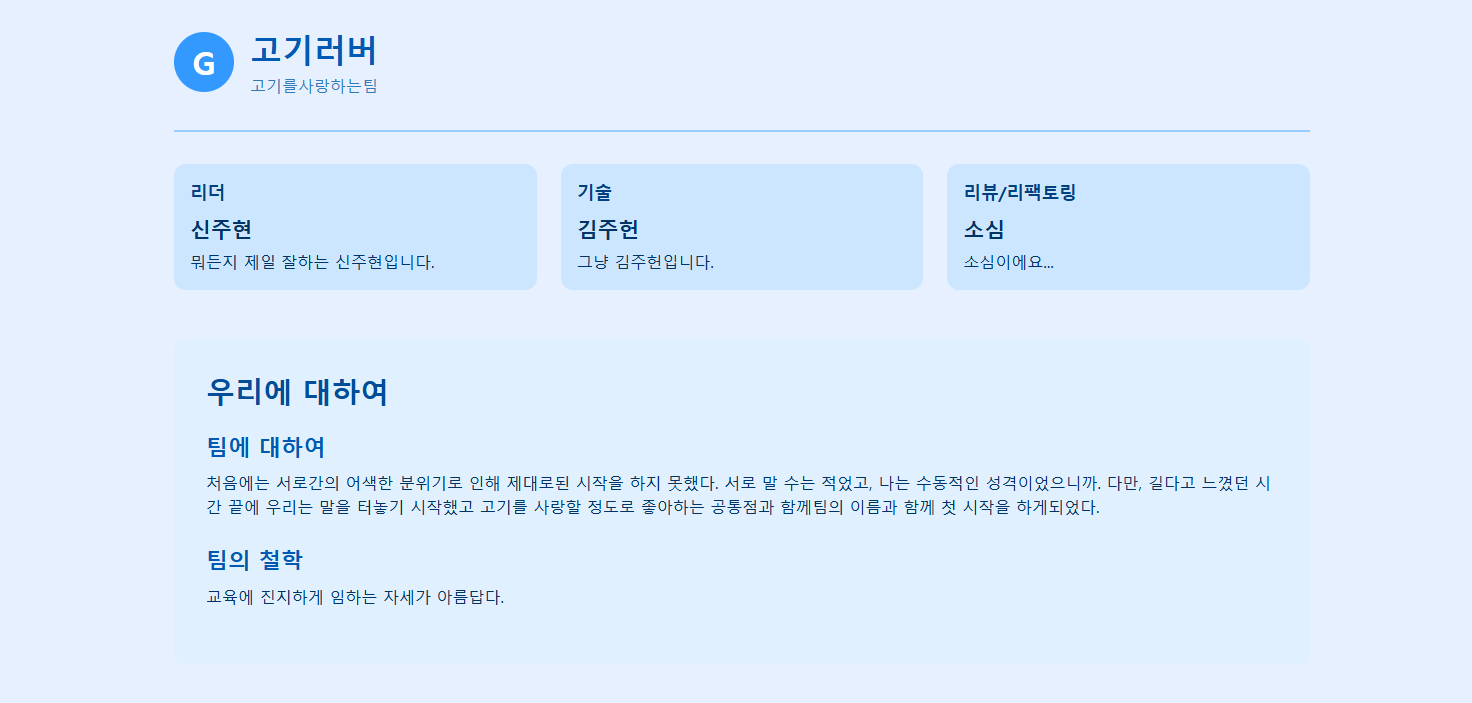 G
고기러버
고기를사랑하는팀
리더
신주현
뭐든지 제일 잘하는 신주현입니다.
기술
김주헌
그냥 김주헌입니다.
리뷰/리팩토링
소심
소심이에요...
우리에 대하여
팀에 대하여
처음에는 서로간의 어색한 분위기로 인해 제대로된 시작을 하지 못했다. 서로 말 수는 적었고, 나는 수동적인 성격이었으니까. 다만, 길다고 느꼈던 시
간 끝에 우리는 말을 터놓기 시작했고 고기를 사랑할 정도로 좋아하는 공통점과 함께팀의 이름과 함께 첫 시작을 하게되었다.
팀의 철학
교육에 진지하게 임하는 자세가 아름답다.